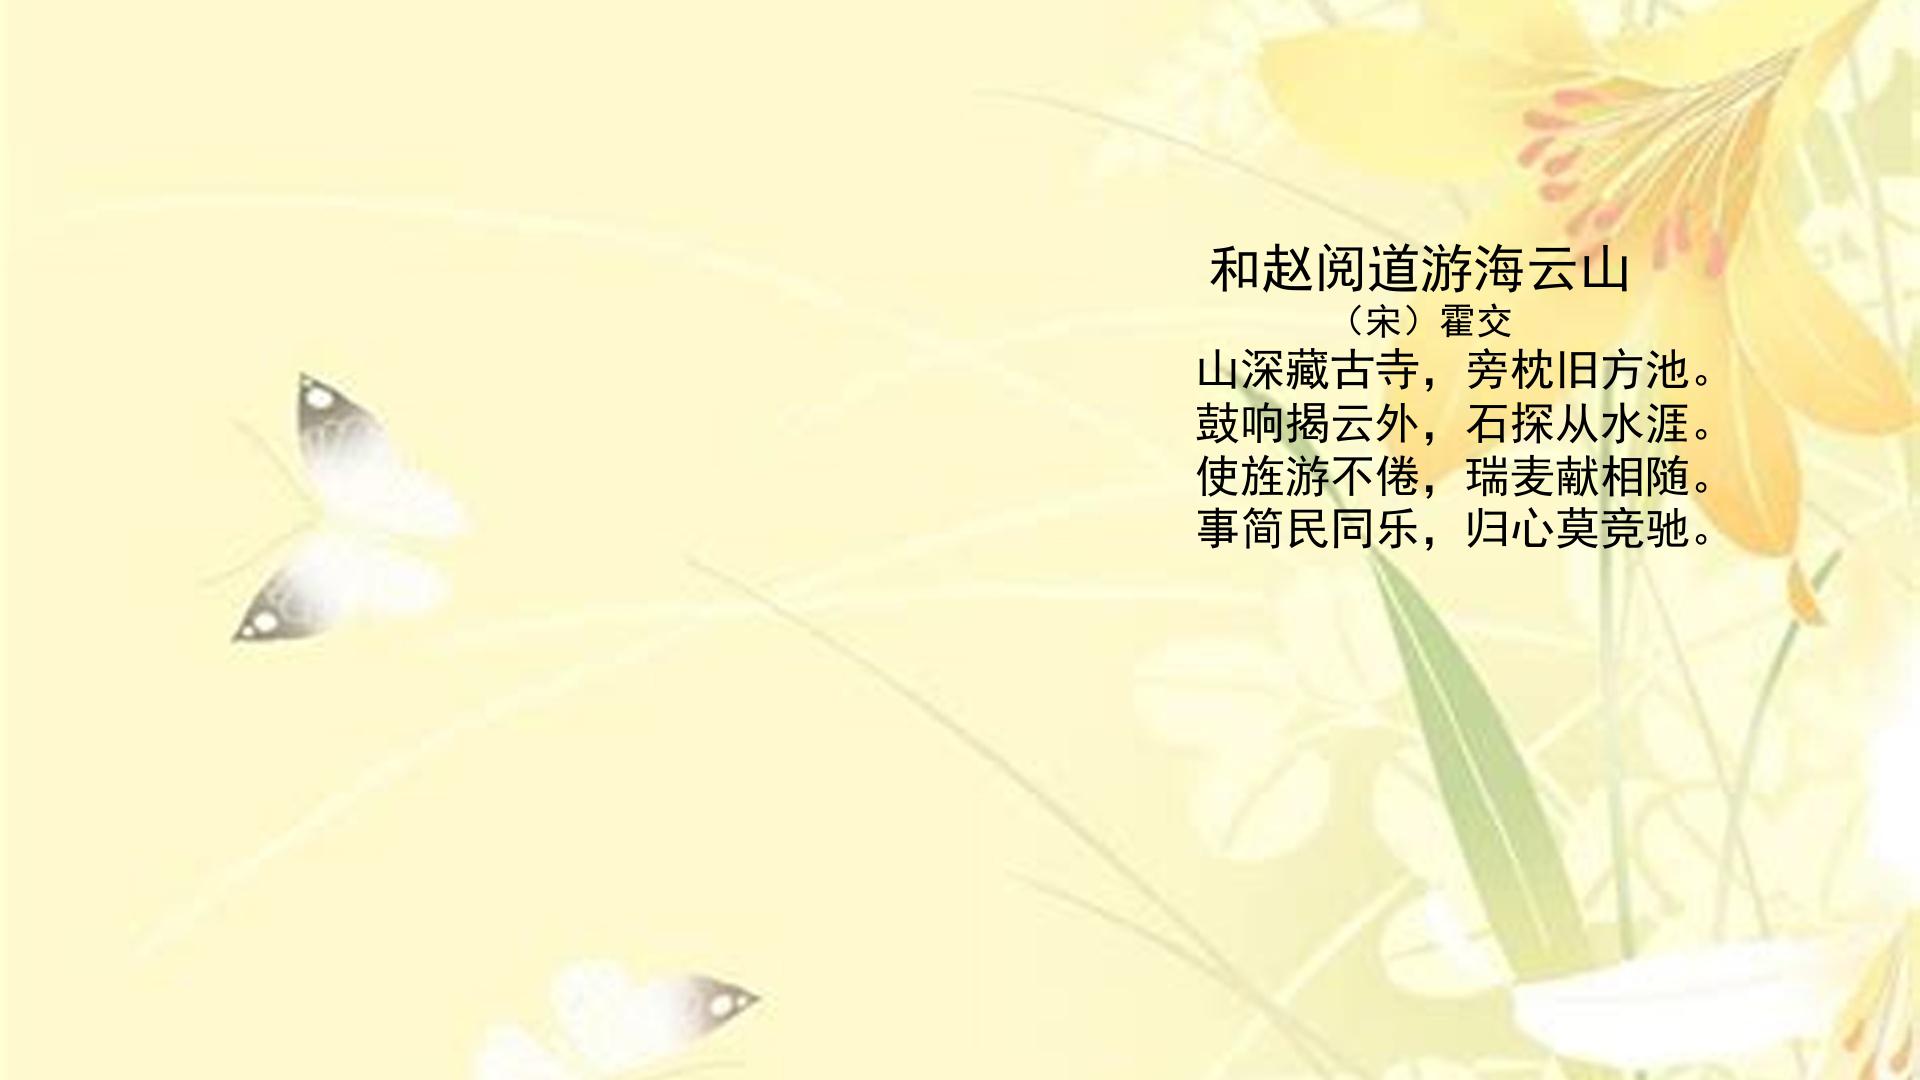 和赵阅道游海云山
（宋）霍交
山深藏古寺，旁枕旧方池。
鼓响揭云外，石探从水涯。
使旌游不倦，瑞麦献相随。
事简民同乐，归心莫竞驰。